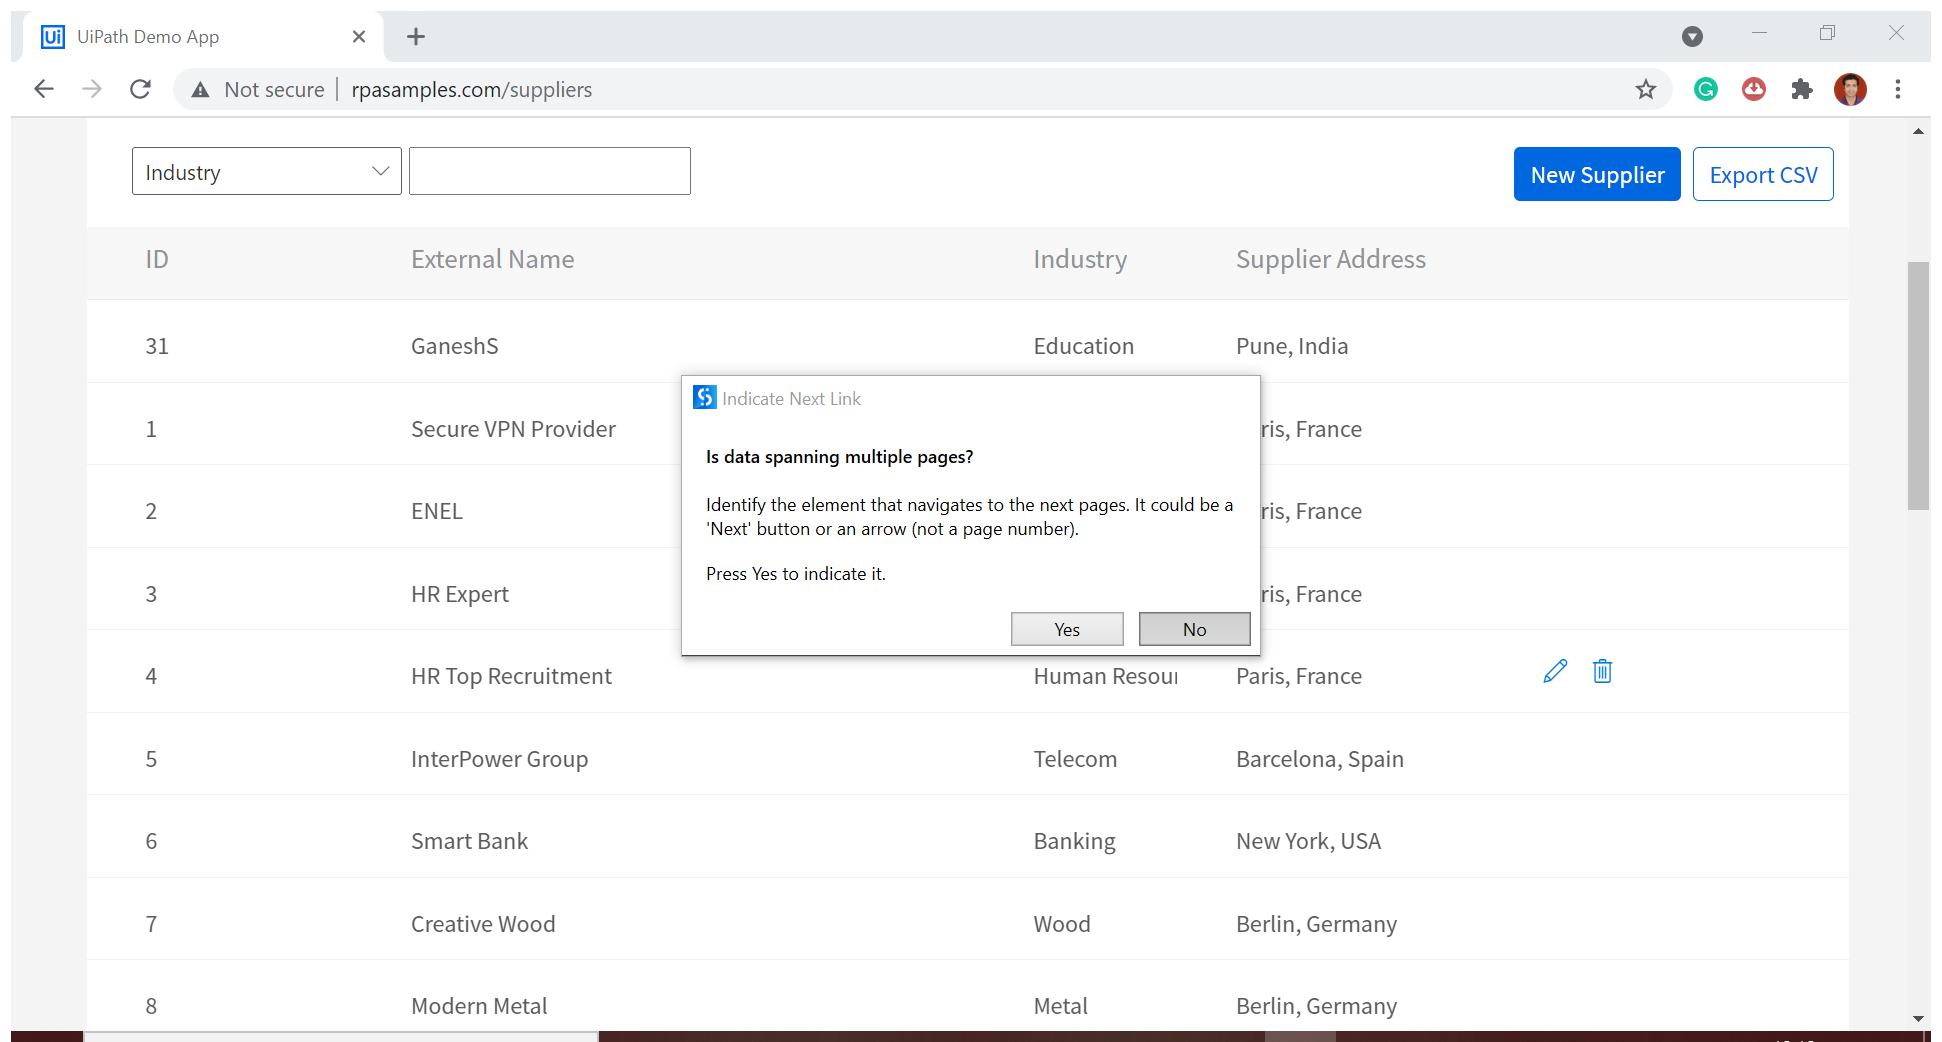 Ui UiPath Demo App
Not secure rpasamples.com/suppliers
Industry New Supplier Export CSV
ID External Name Industry Supplier Address
31 GaneshS Education Pune, India
1 Secure VPN Provider ris, France
2 ENEL ris, France
3 HR Expert ris, France
4 HR Top Recruitment Human Resou Paris, France
5 InterPower Group Telecom Barcelona, Spain
6 Smart Bank Banking New York, USA
7 Creative Wood Wood Berlin, Germany
8 Modern Metal Metal Berlin, Germany
Indicate Next Link
Is data spanning multiple pages?
Identify the element that navigates to the next pages. It could be a
'Next' button or an arrow (not a page number).
Press Yes to indicate it.
Yes No